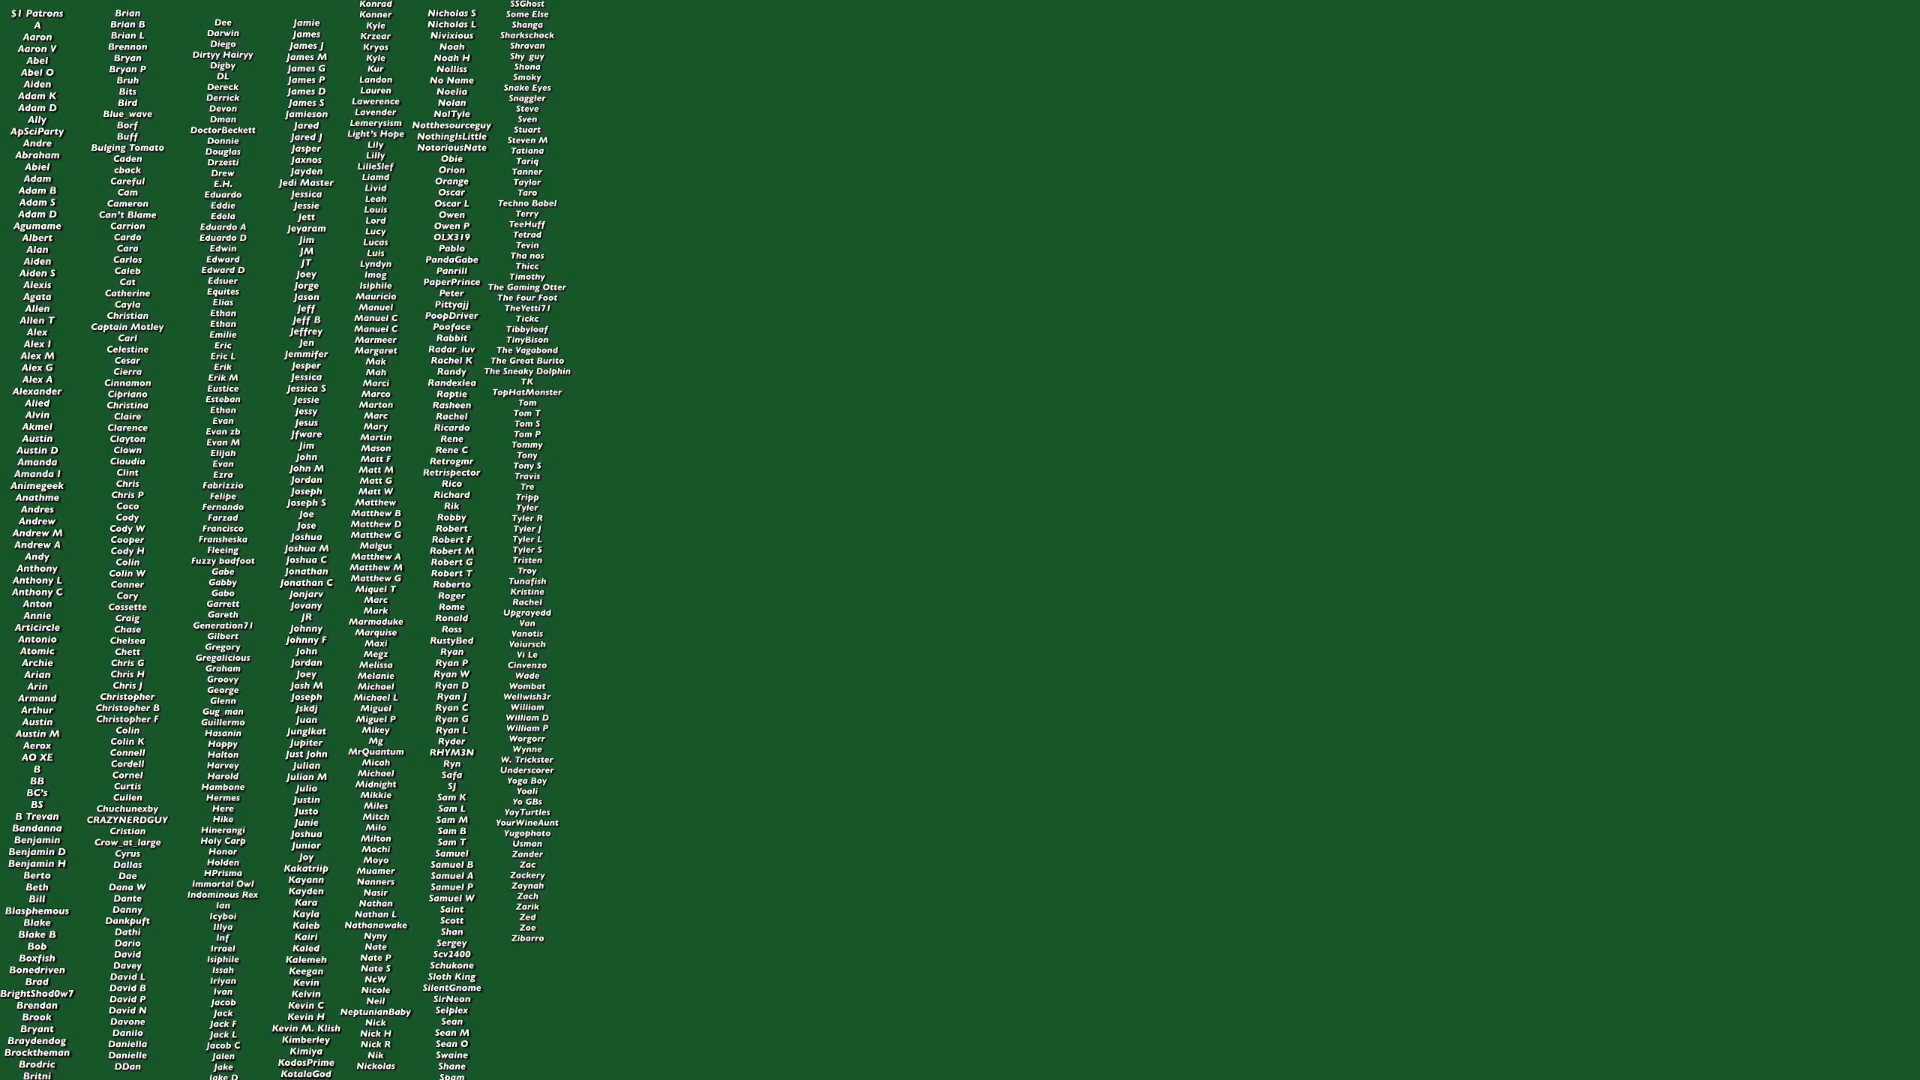 $1 Patrons
A
Aaron
Aaron V
Abel
Abel O
Aiden
Adam K
Adam D
Ally
ApSciParty
Andre
Abraham
Abiel
Adam
Adam B
Adam S
Adam D
Agumame
Albert
Alan
Aiden
Aiden S
Alexis
Agata
Allen
Allen T
Alex
Alex I
Alex M
Alex G
Alex A
Alexander
Alied
Alvin
Akmel
Austin
Austin D
Amanda
Amanda I
Animegeek
Anathme
Andres
Andrew
Andrew M
Andrew A
Andy
Anthony
Anthony L
Anthony C
Anton
Annie
Articircle
Antonio
Atomic
Archie
Arian
Arin
Armand
Arthur
Austin
Austin M
Aerox
AO XE
B
BB
BC's
BS
B Trevan
Bandanna
Benjamin
Benjamin D
Benjamin H
Berto
Beth
Bill
Blasphemous
Blake
Blake B
Bob
Boxfish
Bonedriven
Brad
BrightShod0w7
Brendan
Brook
Bryant
Braydendog
Brocktheman
Brodric
Britni
Brian
Brian B
Brian L
Brennon
Bryan
Bryan P
Bruh
Bits
Bird
Blue_wave
Borf
Buff
Bulging Tomato
Caden
cback
Careful
Cam
Cameron
Can't Blame
Carrion
Cardo
Cara
Carlos
Caleb
Cat
Catherine
Cayla
Christian
Captain Motley
Carl
Celestine
Cesar
Cierra
Cinnamon
Cipriano
Christina
Claire
Clarence
Clayton
Clown
Claudia
Clint
Chris
Chris P
Coco
Cody
Cody W
Cooper
Cody H
Colin
Colin W
Conner
Cory
Cossette
Craig
Chase
Chelsea
Chett
Chris G
Chris H
Chris J
Christopher
Christopher B
Christopher F
Colin
Colin K
Connell
Cordell
Cornel
Curtis
Cullen
Chuchunexby
CRAZYNERDGUY
Cristian
Crow_at_large
Cyrus
Dallas
Dae
Dana W
Dante
Danny
Dankpuft
Dathi
Dario
David
Davey
David L
David B
David P
David N
Davone
Danilo
Daniella
Danielle
DDan
Dee
Darwin
Diego
Dirtyy Hairyy
Digby
DL
Dereck
Derrick
Devon
Dman
DoctorBeckett
Donnie
Douglas
Drzesti
Drew
E.H.
Eduardo
Eddie
Edela
Eduardo A
Eduardo D
Edwin
Edward
Edward D
Edsuer
Equites
Elias
Ethan
Ethan
Emilie
Eric
Eric L
Erik
Erik M
Eustice
Esteban
Ethan
Evan
Evan zb
Evan M
Elijah
Evan
Ezra
Fabrizzio
Felipe
Fernando
Farzad
Francisco
Fransheska
Fleeing
Fuzzy badfoot
Gabe
Gabby
Gabo
Garrett
Gareth
Generation71
Gilbert
Gregory
Gregalicious
Graham
Groovy
George
Glenn
Gug_man
Guillermo
Hasanin
Happy
Halton
Harvey
Harold
Hambone
Hermes
Here
Hike
Hinerangi
Holy Carp
Honor
Holden
HPrisma
Immortal Owl
Indominous Rex
Ian
Icyboi
Illya
Inf
Irrael
Isiphile
Issah
Iriyan
Ivan
Jacob
Jack
Jack F
Jack L
Jacob C
Jalen
Jake
Jake D
Jamie
James
James J
James M
James G
James P
James D
James S
Jamieson
Jared
Jared J
Jasper
Jaxnos
Jayden
Jedi Master
Jessica
Jessie
Jett
Jeyaram
Jim
JM
JT
Joey
Jorge
Jason
Jeff
Jeff B
Jeffrey
Jen
Jemmifer
Jesper
Jessica
Jessica S
Jessie
Jessy
Jesus
Jfware
Jim
John
John M
Jordan
Joseph
Joseph S
Joe
Jose
Joshua
Joshua M
Joshua C
Jonathan
Jonathan C
Jonjarv
Jovany
JR
Johnny
Johnny F
John
Jordan
Joey
Josh M
Joseph
Jskdj
Juan
Junglkat
Jupiter
Just John
Julian
Julian M
Julio
Justin
Justo
Junie
Joshua
Junior
Joy
Kakatriip
Kayann
Kayden
Kara
Kayla
Kaleb
Kairi
Kaled
Kalemeh
Keegan
Kevin
Kelvin
Kevin C
Kevin H
Kevin M. Klish
Kimberley
Kimiya
KodosPrime
KotalaGod
Konrad
Konner
Kyle
Krzear
Kryos
Kyle
Kur
Landon
Lauren
Lawerence
Lavender
Lemerysism
Light's Hope
Lily
Lilly
LilleSlef
Liamd
Livid
Leah
Louis
Lord
Lucy
Lucas
Luis
Lyndyn
Imog
Isiphile
Mauricio
Manuel
Manuel C
Manuel C
Marmeer
Margaret
Mak
Mah
Marci
Marco
Marton
Marc
Mary
Martin
Mason
Matt F
Matt M
Matt G
Matt W
Matthew
Matthew B
Matthew D
Matthew G
Malgus
Matthew A
Matthew M
Matthew G
Miquel T
Marc
Mark
Marmaduke
Marquise
Maxi
Megz
Melissa
Melanie
Michael
Michael L
Miguel
Miguel P
Mikey
Mg
MrQuantum
Micah
Michael
Midnight
Mikkie
Miles
Mitch
Milo
Milton
Mochi
Moyo
Muamer
Nanners
Nasir
Nathan
Nathan L
Nathanawake
Nyny
Nate
Nate P
Nate S
NcW
Nicole
Neil
NeptunianBaby
Nick
Nick H
Nick R
Nik
Nickolas
Nicholas S
Nicholas L
Nivixious
Noah
Noah H
Nolliss
No Name
Noelia
Nolan
NolTyle
Notthesourceguy
NothingIsLittle
NotoriousNate
Obie
Orion
Orange
Oscar
Oscar L
Owen
Owen P
OLX319
Pablo
PandaGabe
Panrill
PaperPrince
Peter
Pittyajj
PoopDriver
Pooface
Rabbit
Radar_luv
Rachel K
Randy
Randexlea
Raptie
Rasheen
Rachel
Ricardo
Rene
Rene C
Retrogmr
Retrispector
Rico
Richard
Rik
Robby
Robert
Robert F
Robert M
Robert G
Robert T
Roberto
Roger
Rome
Ronald
Ross
RustyBed
Ryan
Ryan P
Ryan W
Ryan D
Ryan J
Ryan C
Ryan G
Ryan L
Ryder
RHYM3N
Ryn
Safa
SJ
Sam K
Sam L
Sam M
Sam B
Sam T
Samuel
Samuel B
Samuel A
Samuel P
Samuel W
Saint
Scott
Shan
Sergey
Scv2400
Schukone
Sloth King
SilentGnome
SirNeon
Selplex
Sean
Sean M
Sean O
Swaine
Shane
Spam
SSGhost
Some Else
Shanga
Sharkschock
Shravan
Shy_guy
Shona
Smoky
Snake Eyes
Snaggler
Steve
Sven
Stuart
Steven M
Tatiana
Tariq
Tanner
Taylor
Taro
Techno Babel
Terry
TeeHuff
Tetrad
Tevin
Tha nos
Thicc
Timothy
The Gaming Otter
The Four Foot
TheYetti71
Tickc
Tibbyloaf
TinyBison
The Vagabond
The Great Burito
The Sneaky Dolphin
TK
TopHatMonster
Tom
Tom T
Tom S
Tom P
Tommy
Tony
Tony S
Travis
Tre
Tripp
Tyler
Tyler R
Tyler J
Tyler L
Tyler S
Tristen
Troy
Tunafish
Kristine
Rachel
Upgrayedd
Van
Vanotis
Vaiursch
Vi Le
Cinvenzo
Wade
Wombat
Wellwish3r
William
William D
William P
Worgorr
Wynne
W. Trickster
Underscorer
Yoga Boy
Yoali
Yo GBs
YayTurtles
YourWineAunt
Yugophoto
Usman
Zander
Zac
Zackery
Zaynah
Zach
Zarik
Zed
Zoe
Zibarro